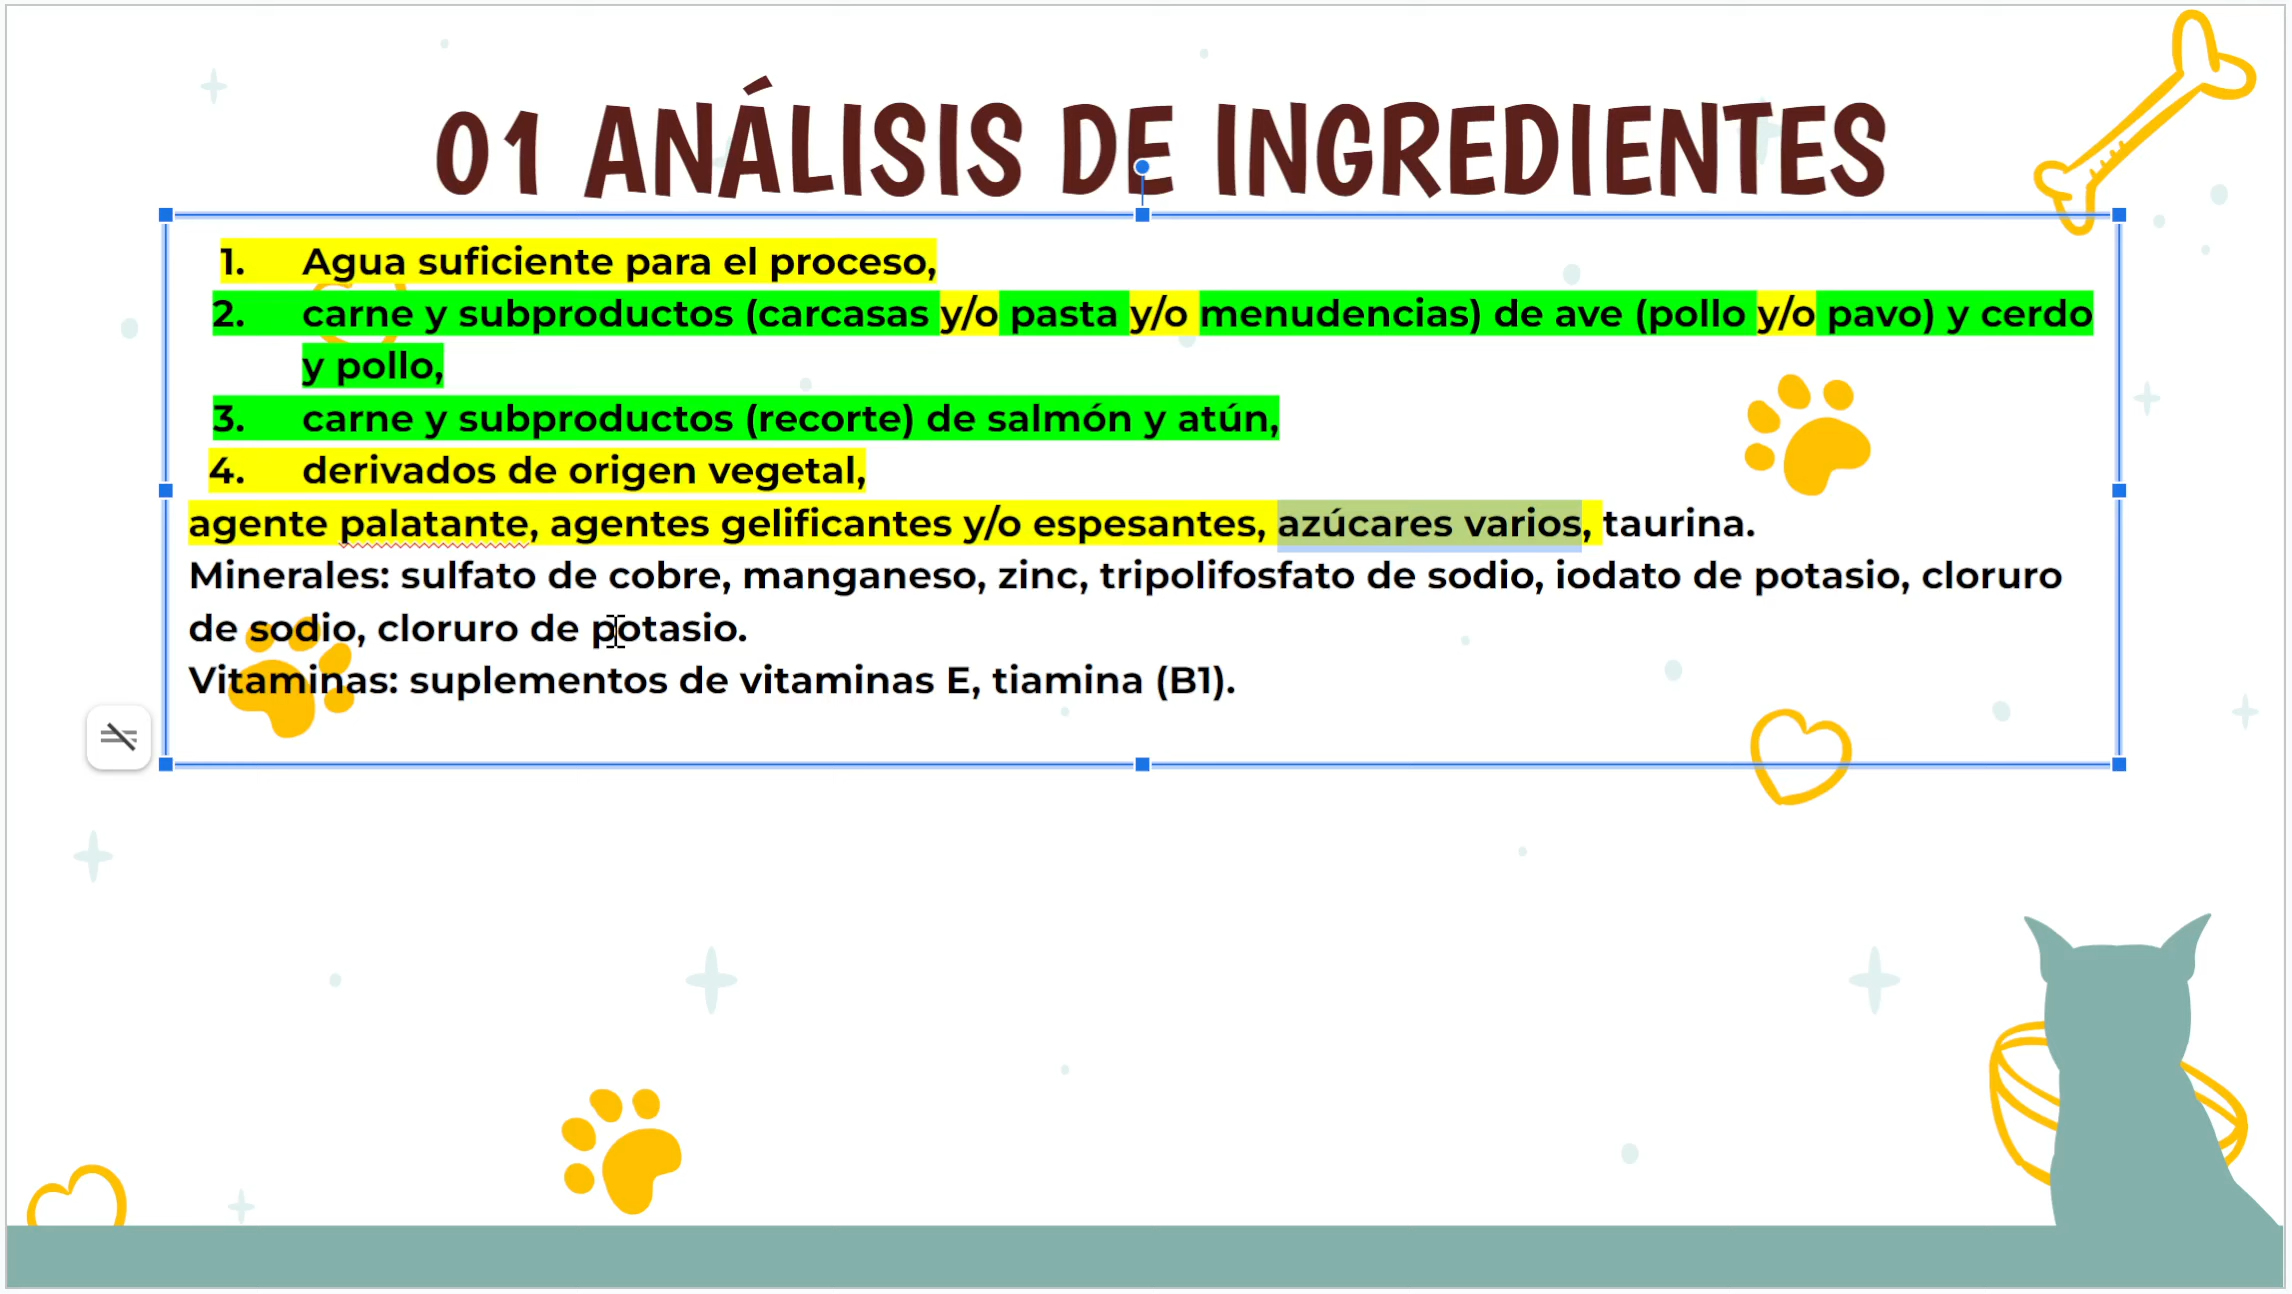 01 ANÁLISIS DE INGREDIENTES
1. Agua suficiente para el proceso,
2. carne y subproductos (carcasas y/o pasta y/o menudencias) de ave (pollo y/o pavo) y cerdo
y pollo,
3. carne y subproductos (recorte) de salmón y atún,
4. derivados de origen vegetal,
agente palatante, agentes gelificantes y/o espesantes, azúcares varios, taurina.
Minerales: sulfato de cobre, manganeso, zinc, tripolifosfato de sodio, iodato de potasio, cloruro
de sodio, cloruro de potasio.
Vitaminas: suplementos de vitaminas E, tiamina (B1).